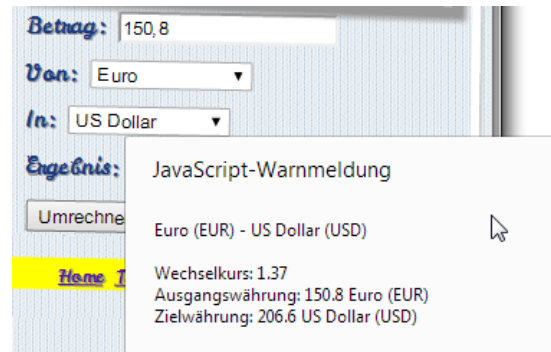 Betrag: 150,8
Von: Euro
In: US Dollar
Ergebnis:
JavaScript-Warnmeldung
Umrechne
Euro (EUR) - US Dollar (USD)
Home T
Wechselkurs: 1.37
Ausgangswährung: 150.8 Euro (EUR)
Zielwährung: 206.6 US Dollar (USD)